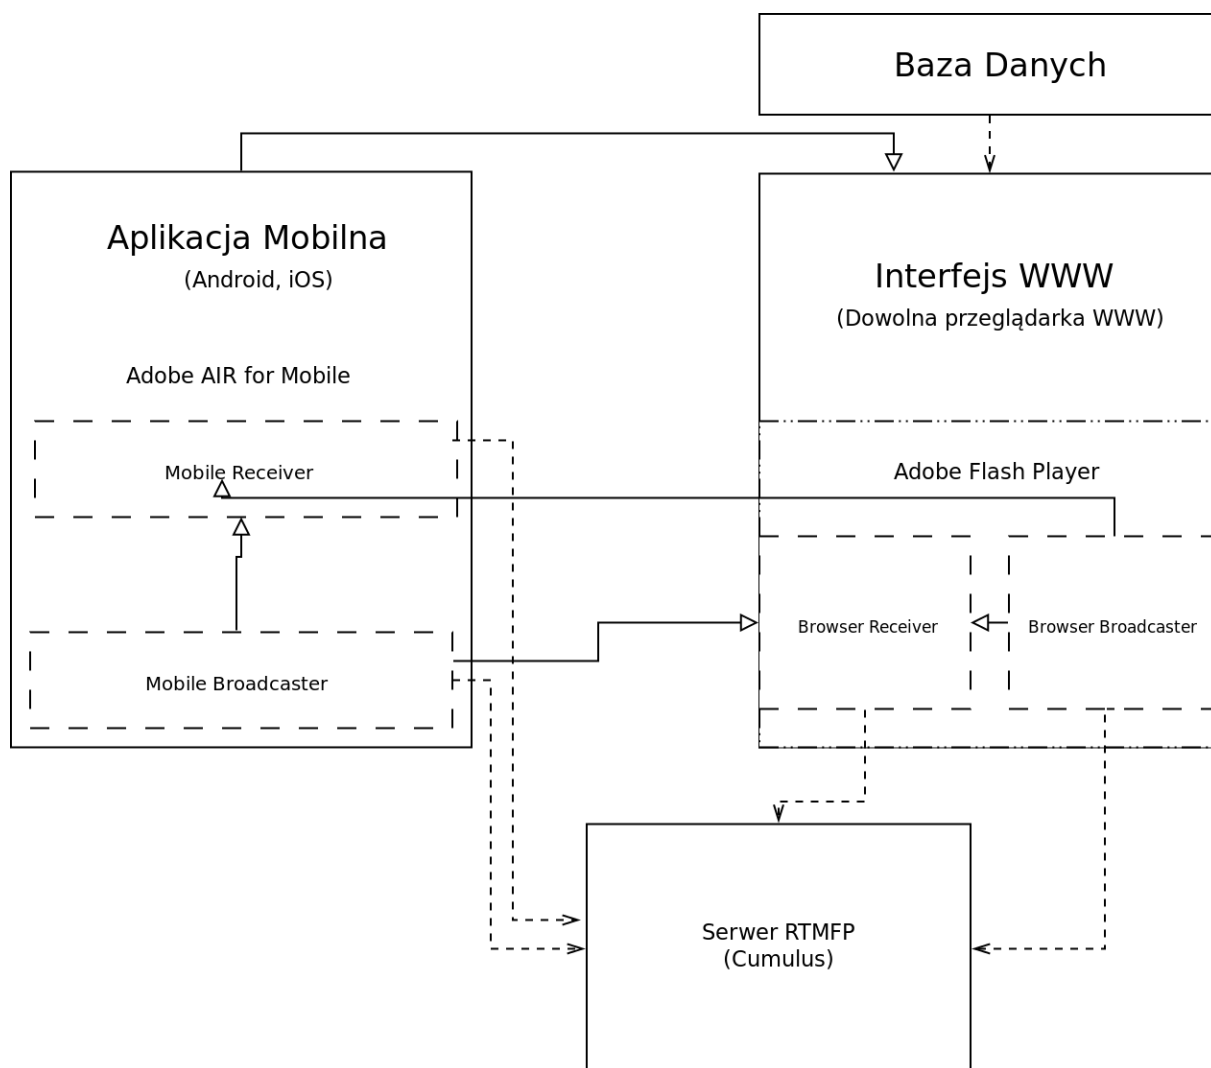 Baza Danych
Aplikacja Mobilna
(Android, iOS)
Interfejs WWW
(Dowolna przeglądarka WWW)
Adobe AIR for Mobile
Mobile Receiver
Adobe Flash Player
Browser Receiver
Browser Broadcaster
Mobile Broadcaster
Serwer RTMFP
(Cumulus)